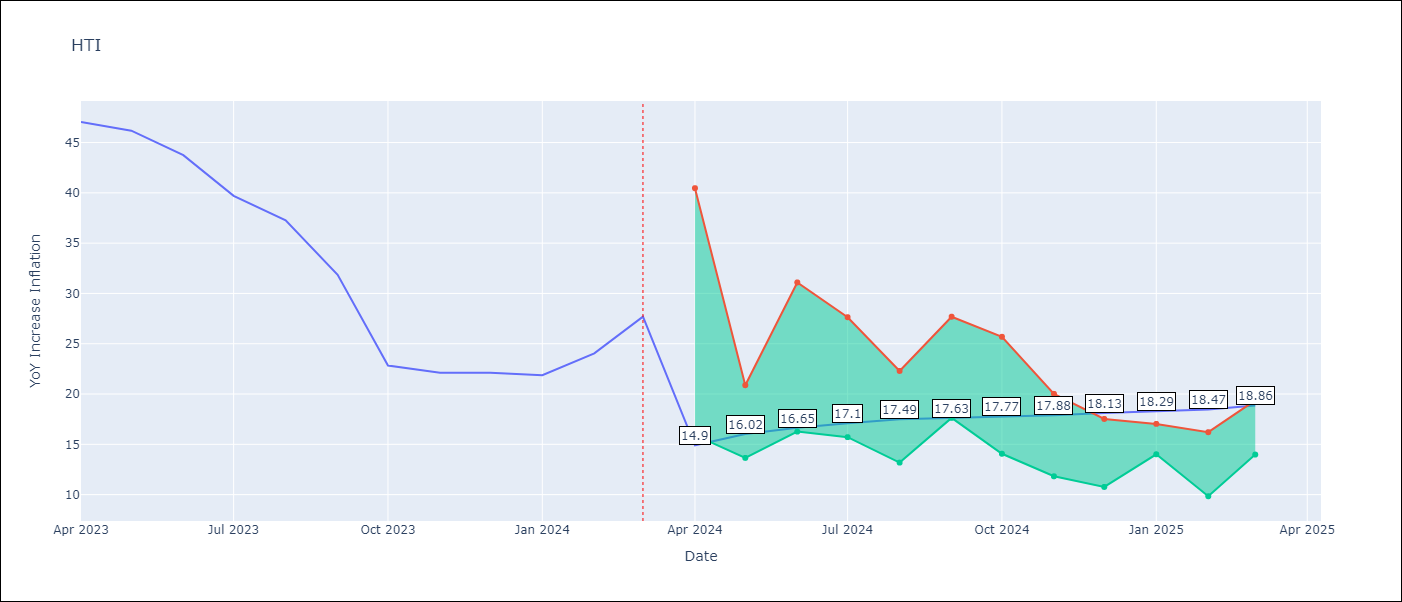 HTI
YoY Increase Inflation
45
40
35
30
25
20
15
10
14.9
16.02
16.65
17.1
17.49
17.63
17.77
17.88
18.13
18.29
18.47
18.86
Apr 2023
Jul 2023
Oct 2023
Jan 2024
Apr 2024
Jul 2024
Oct 2024
Jan 2025
Apr 2025
Date